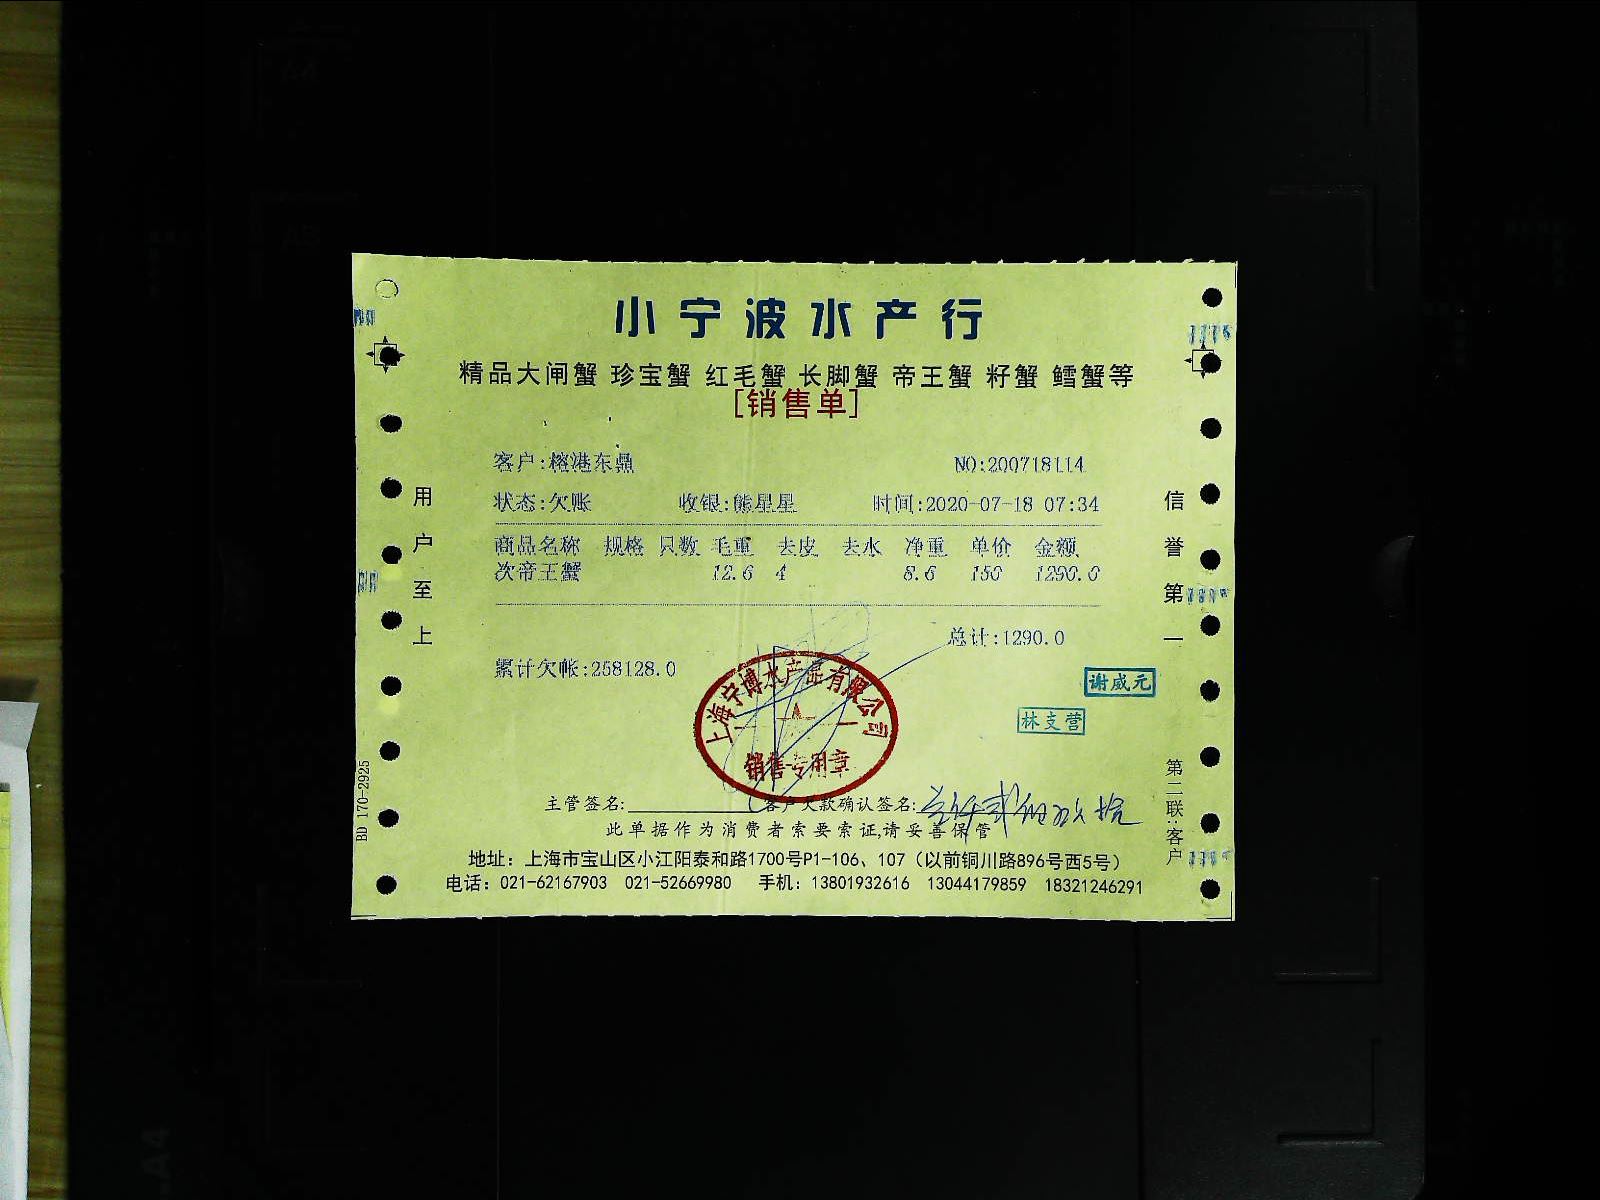 小宁波水产行
精品大闸蟹 珍宝蟹 红毛蟹 长脚蟹 帝王蟹 籽蟹 鳕蟹等
[销售单]
客户:榕港东鼎 NO:200718114
状态:欠账 收银:熊星星 时间:2020-07-18 07:34
商品名称 规格 只数 毛重 去皮 去水 净重 单价 金额
次帝王蟹 12.6 4 8.6 150 1290.0
总计:1290.0
累计欠帐:258128.0
上海宁博水产品有限公司
销售专用章
谢威元
林支营
主管签名: 客户欠款确认签名:
此单据作为消费者索要索证,请妥善保管
地址：上海市宝山区小江阳泰和路1700号P1-106、107（以前铜川路896号西5号）
电话：021-62167903 021-52669980 手机：13801932616 13044179859 18321246291
用户至上
信誉第一
第二联:客户
BD 170-2925